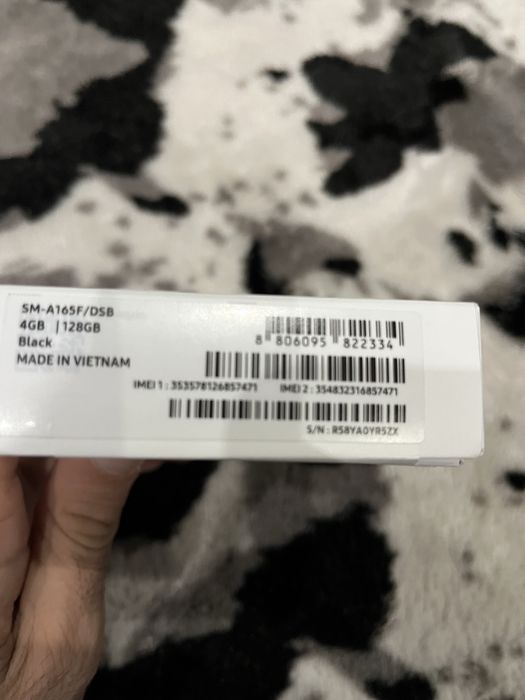 SM-A165F/DSB
4GB | 128GB
Black
MADE IN VIETNAM
8 806095 822334
IMEI 1 : 353578126857471 IMEI 2 : 354832316857471
S/N : R58YA0YR5ZX